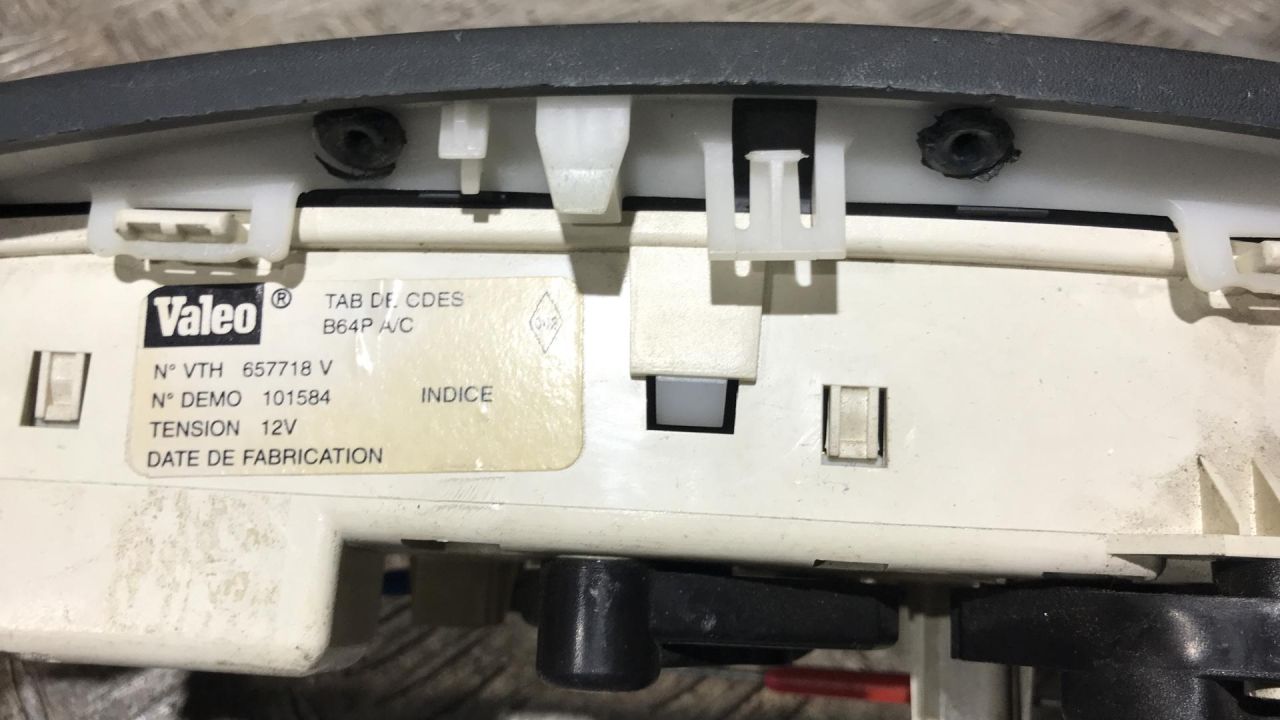 Valeo ®
TAB DE CDES
B64P A/C
N° VTH 657718 V
N° DEMO 101584
INDICE
TENSION 12V
DATE DE FABRICATION